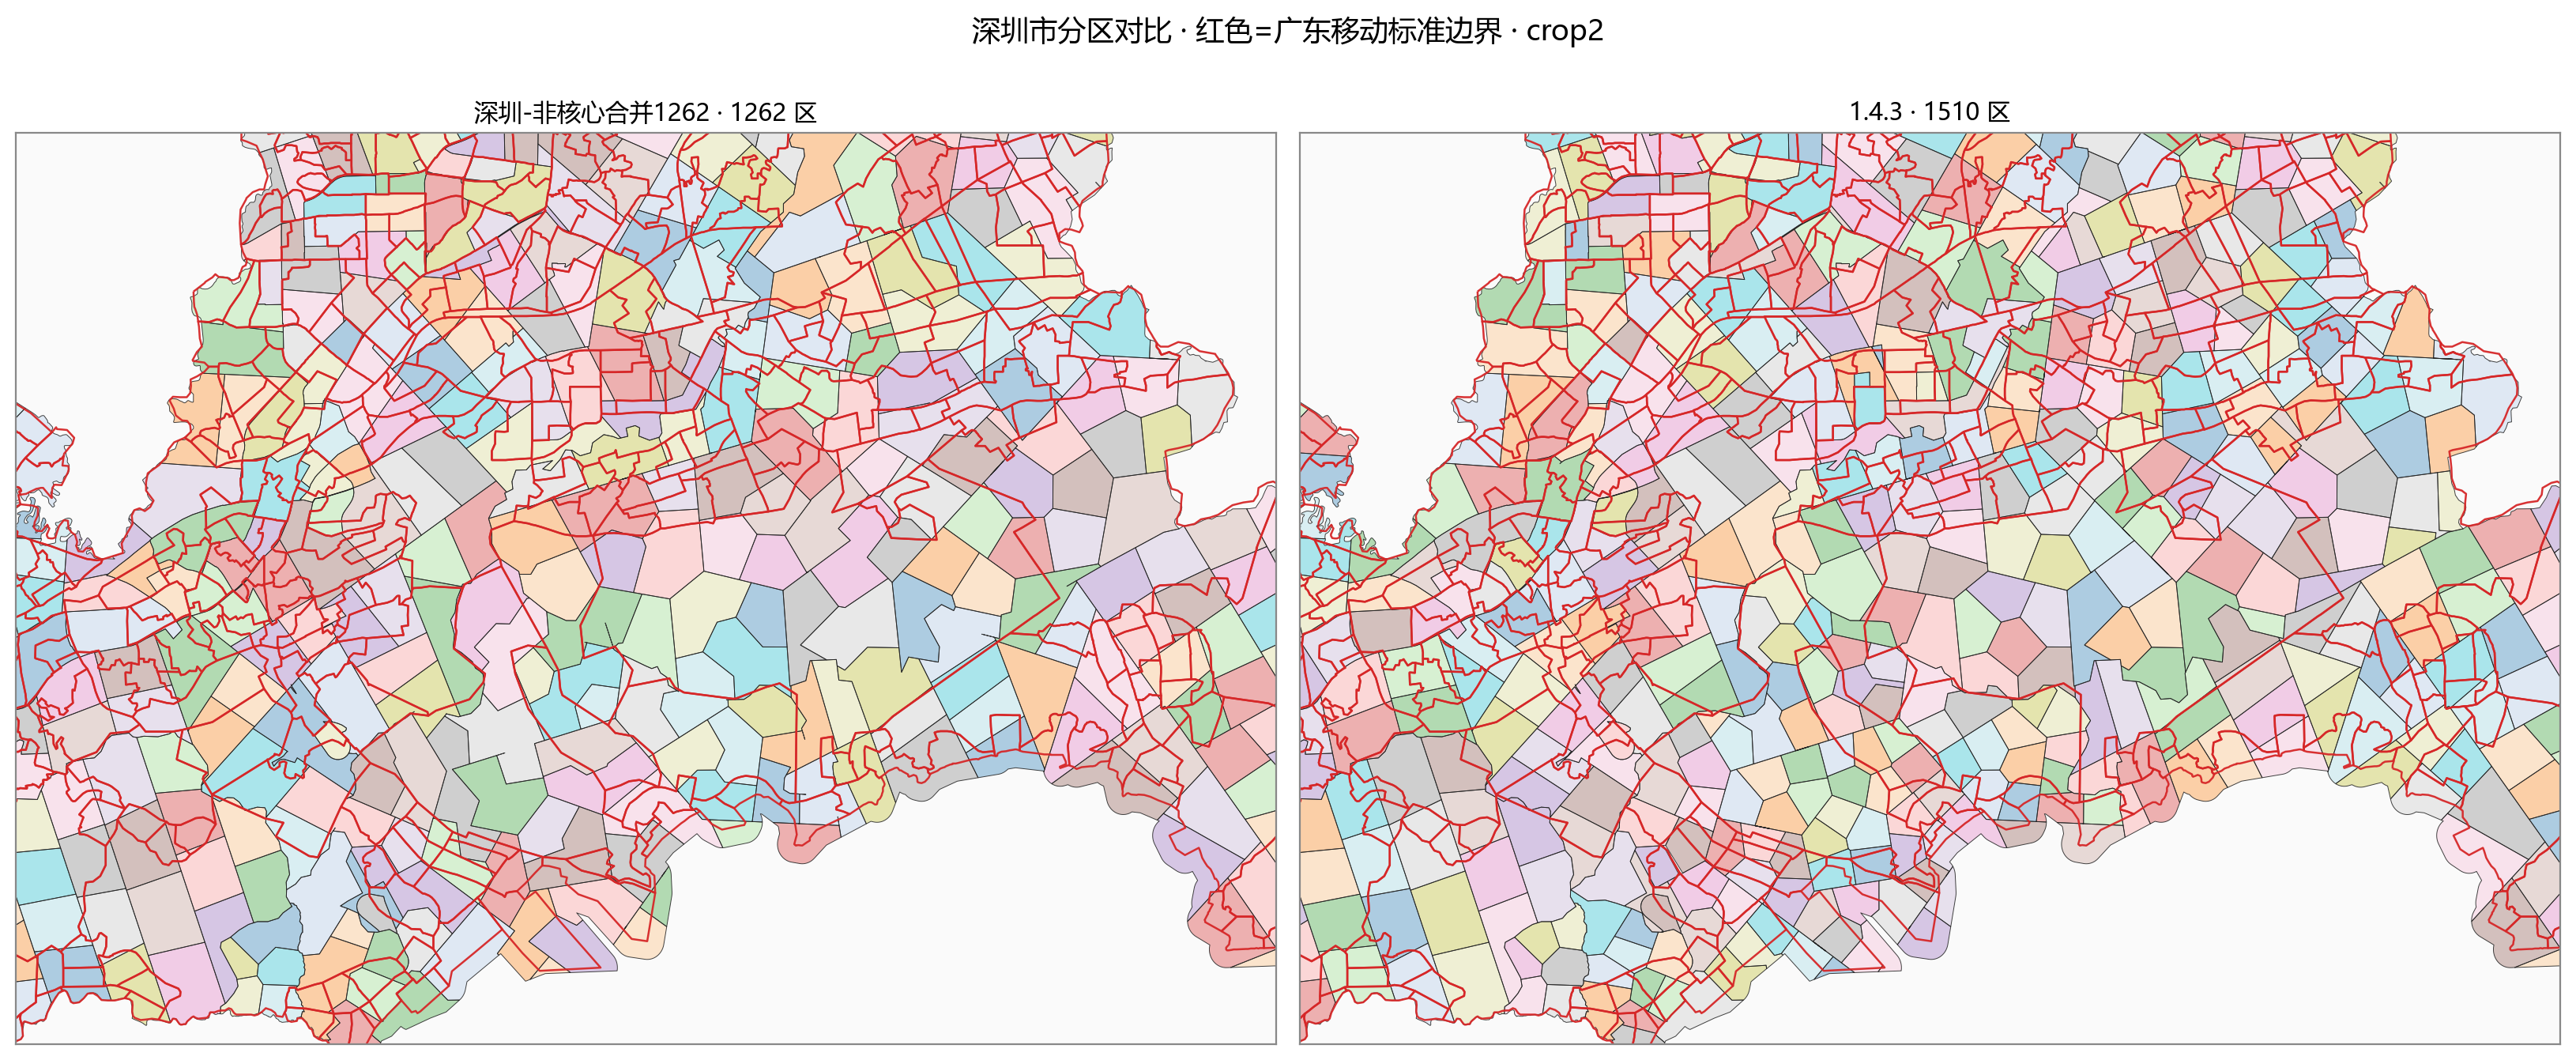 深圳市分区对比 · 红色=广东移动标准边界 · crop2
深圳-非核心合并1262 · 1262 区
1.4.3 · 1510 区